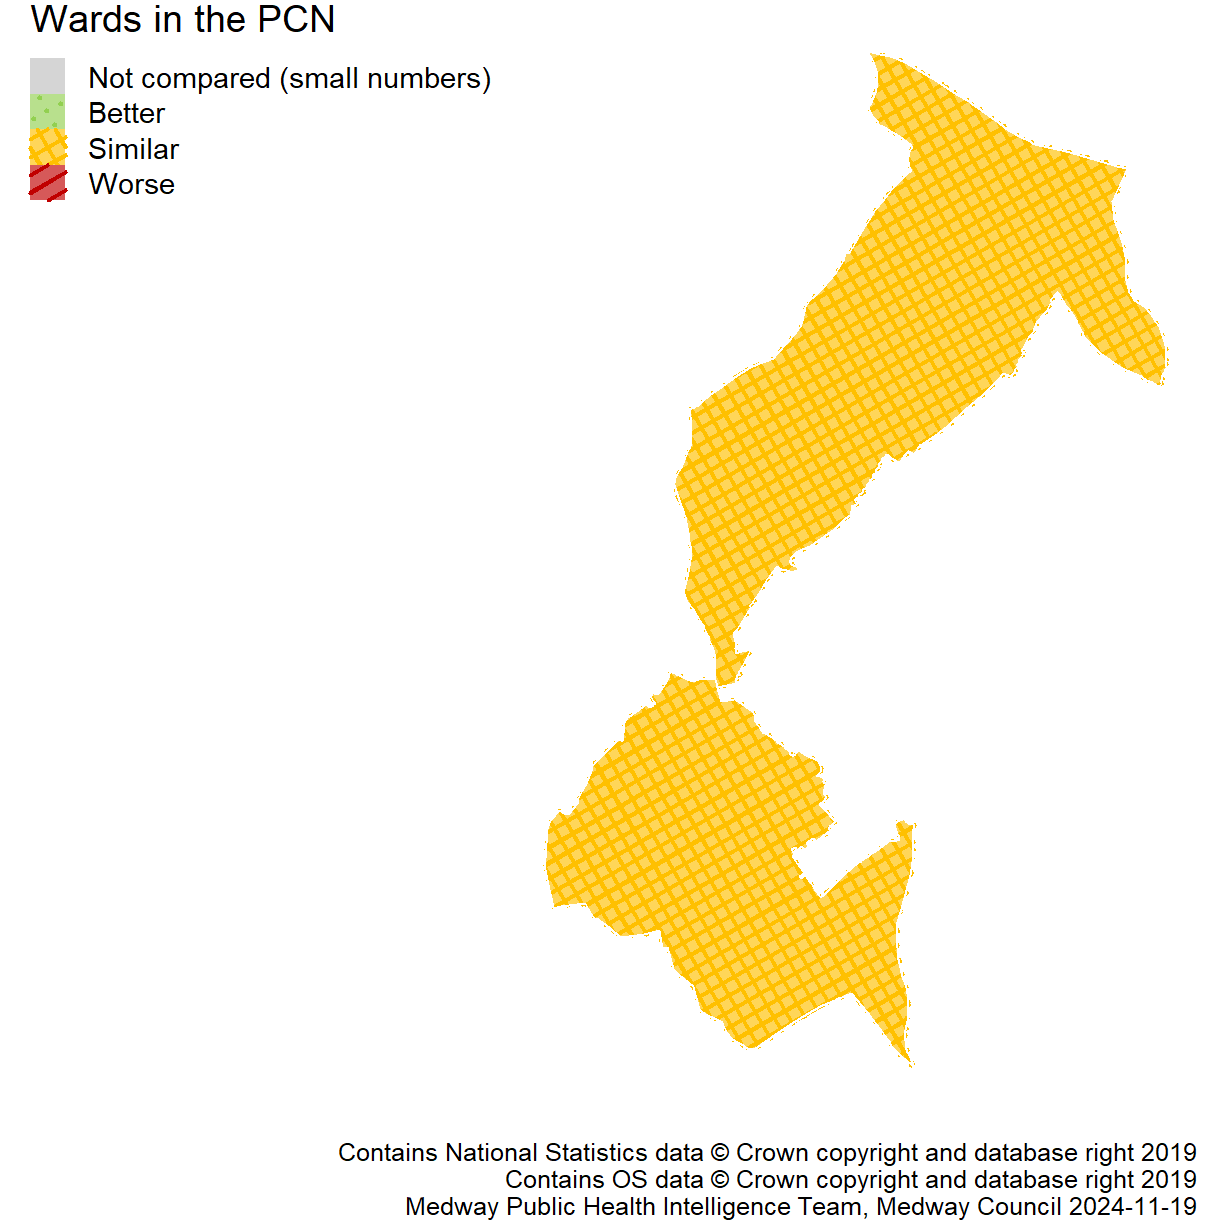 Wards in the PCN
Not compared (small numbers)
Better
Similar
Worse
Contains National Statistics data © Crown copyright and database right 2019
Contains OS data © Crown copyright and database right 2019
Medway Public Health Intelligence Team, Medway Council 2024-11-19